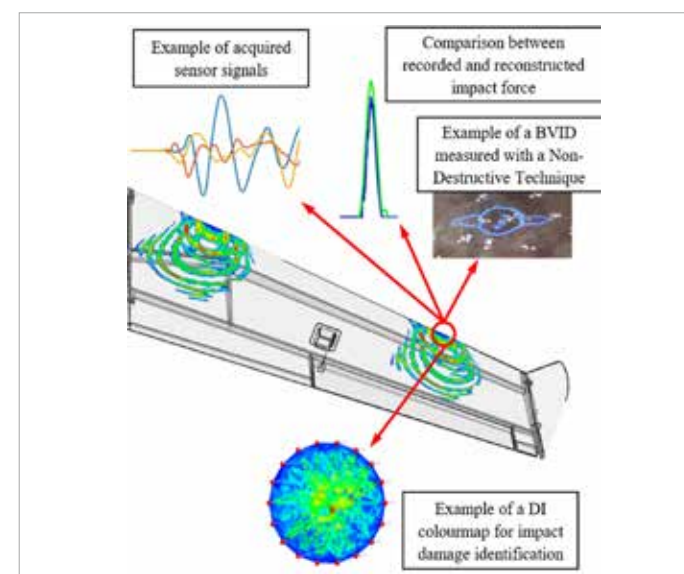 Example of acquired
sensor signals
Comparison between
recorded and reconstructed
impact force
Example of a BVID
measured with a Non-
Destructive Technique
Example of a DI
colourmap for impact
damage identification